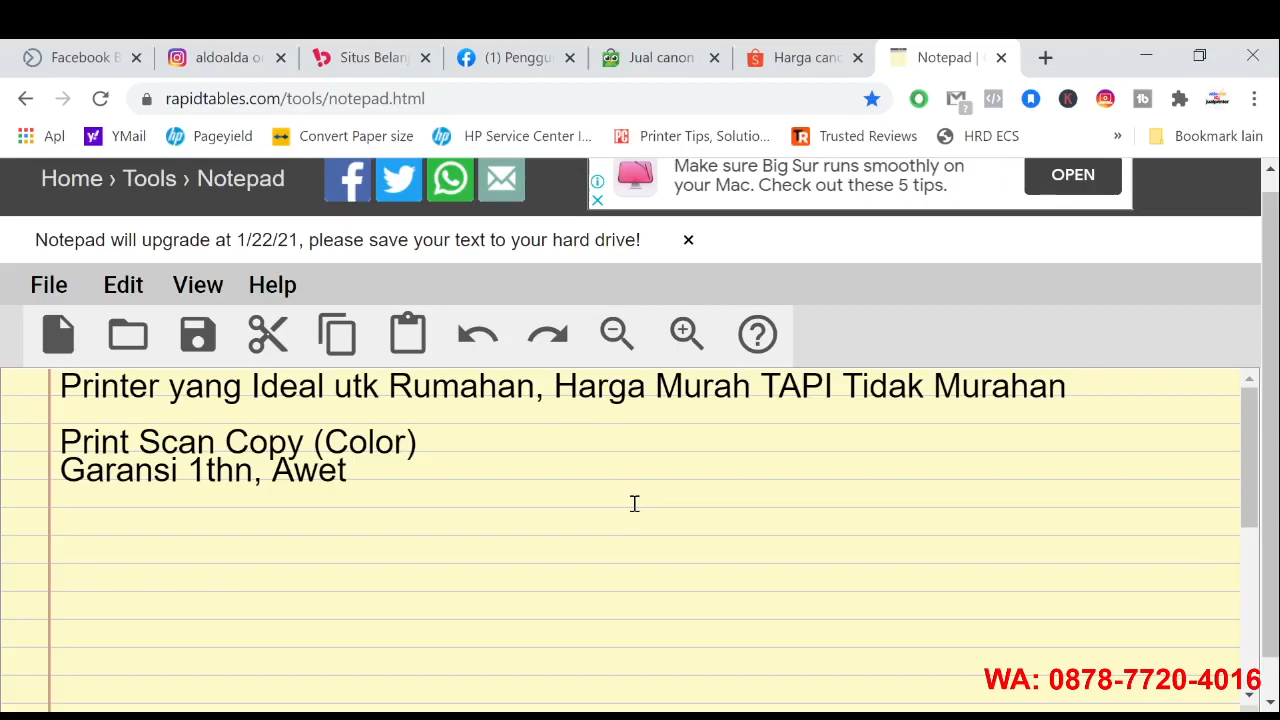 Facebook B
aldoalda or
Situs Belanj
(1) Penggu
Jual canon
Harga canc
Notepad |
rapidtables.com/tools/notepad.html
Apl
YMail
Pageyield
Convert Paper size
HP Service Center I...
Printer Tips, Solutio...
Trusted Reviews
HRD ECS
»
Bookmark lain
Home › Tools › Notepad
Make sure Big Sur runs smoothly on
your Mac. Check out these 5 tips.
OPEN
Notepad will upgrade at 1/22/21, please save your text to your hard drive!
File Edit View Help
Printer yang Ideal utk Rumahan, Harga Murah TAPI Tidak Murahan
Print Scan Copy (Color)
Garansi 1thn, Awet
WA: 0878-7720-4016